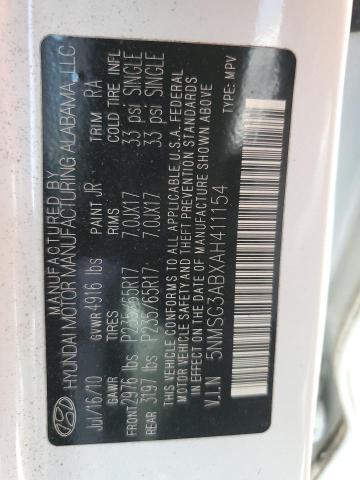 MANUFACTURED BY
HYUNDAI MOTOR MANUFACTURING ALABAMA, LLC
Jul/16/10 GVWR 4916 lbs PAINT JR TRIM RA
GAWR TIRES RIMS COLD TIRE INFL
FRONT 2976 lbs P235/65R17 7.0JX17 33 psi SINGLE
REAR 3197 lbs P235/65R17 7.0JX17 33 psi SINGLE
THIS VEHICLE CONFORMS TO ALL APPLICABLE U.S.A. FEDERAL
MOTOR VEHICLE SAFETY AND THEFT PREVENTION STANDARDS
IN EFFECT ON THE DATE OF MANUFACTURE SHOWN ABOVE
V.I.N 5NMSG3ABXAH411154 TYPE: MPV